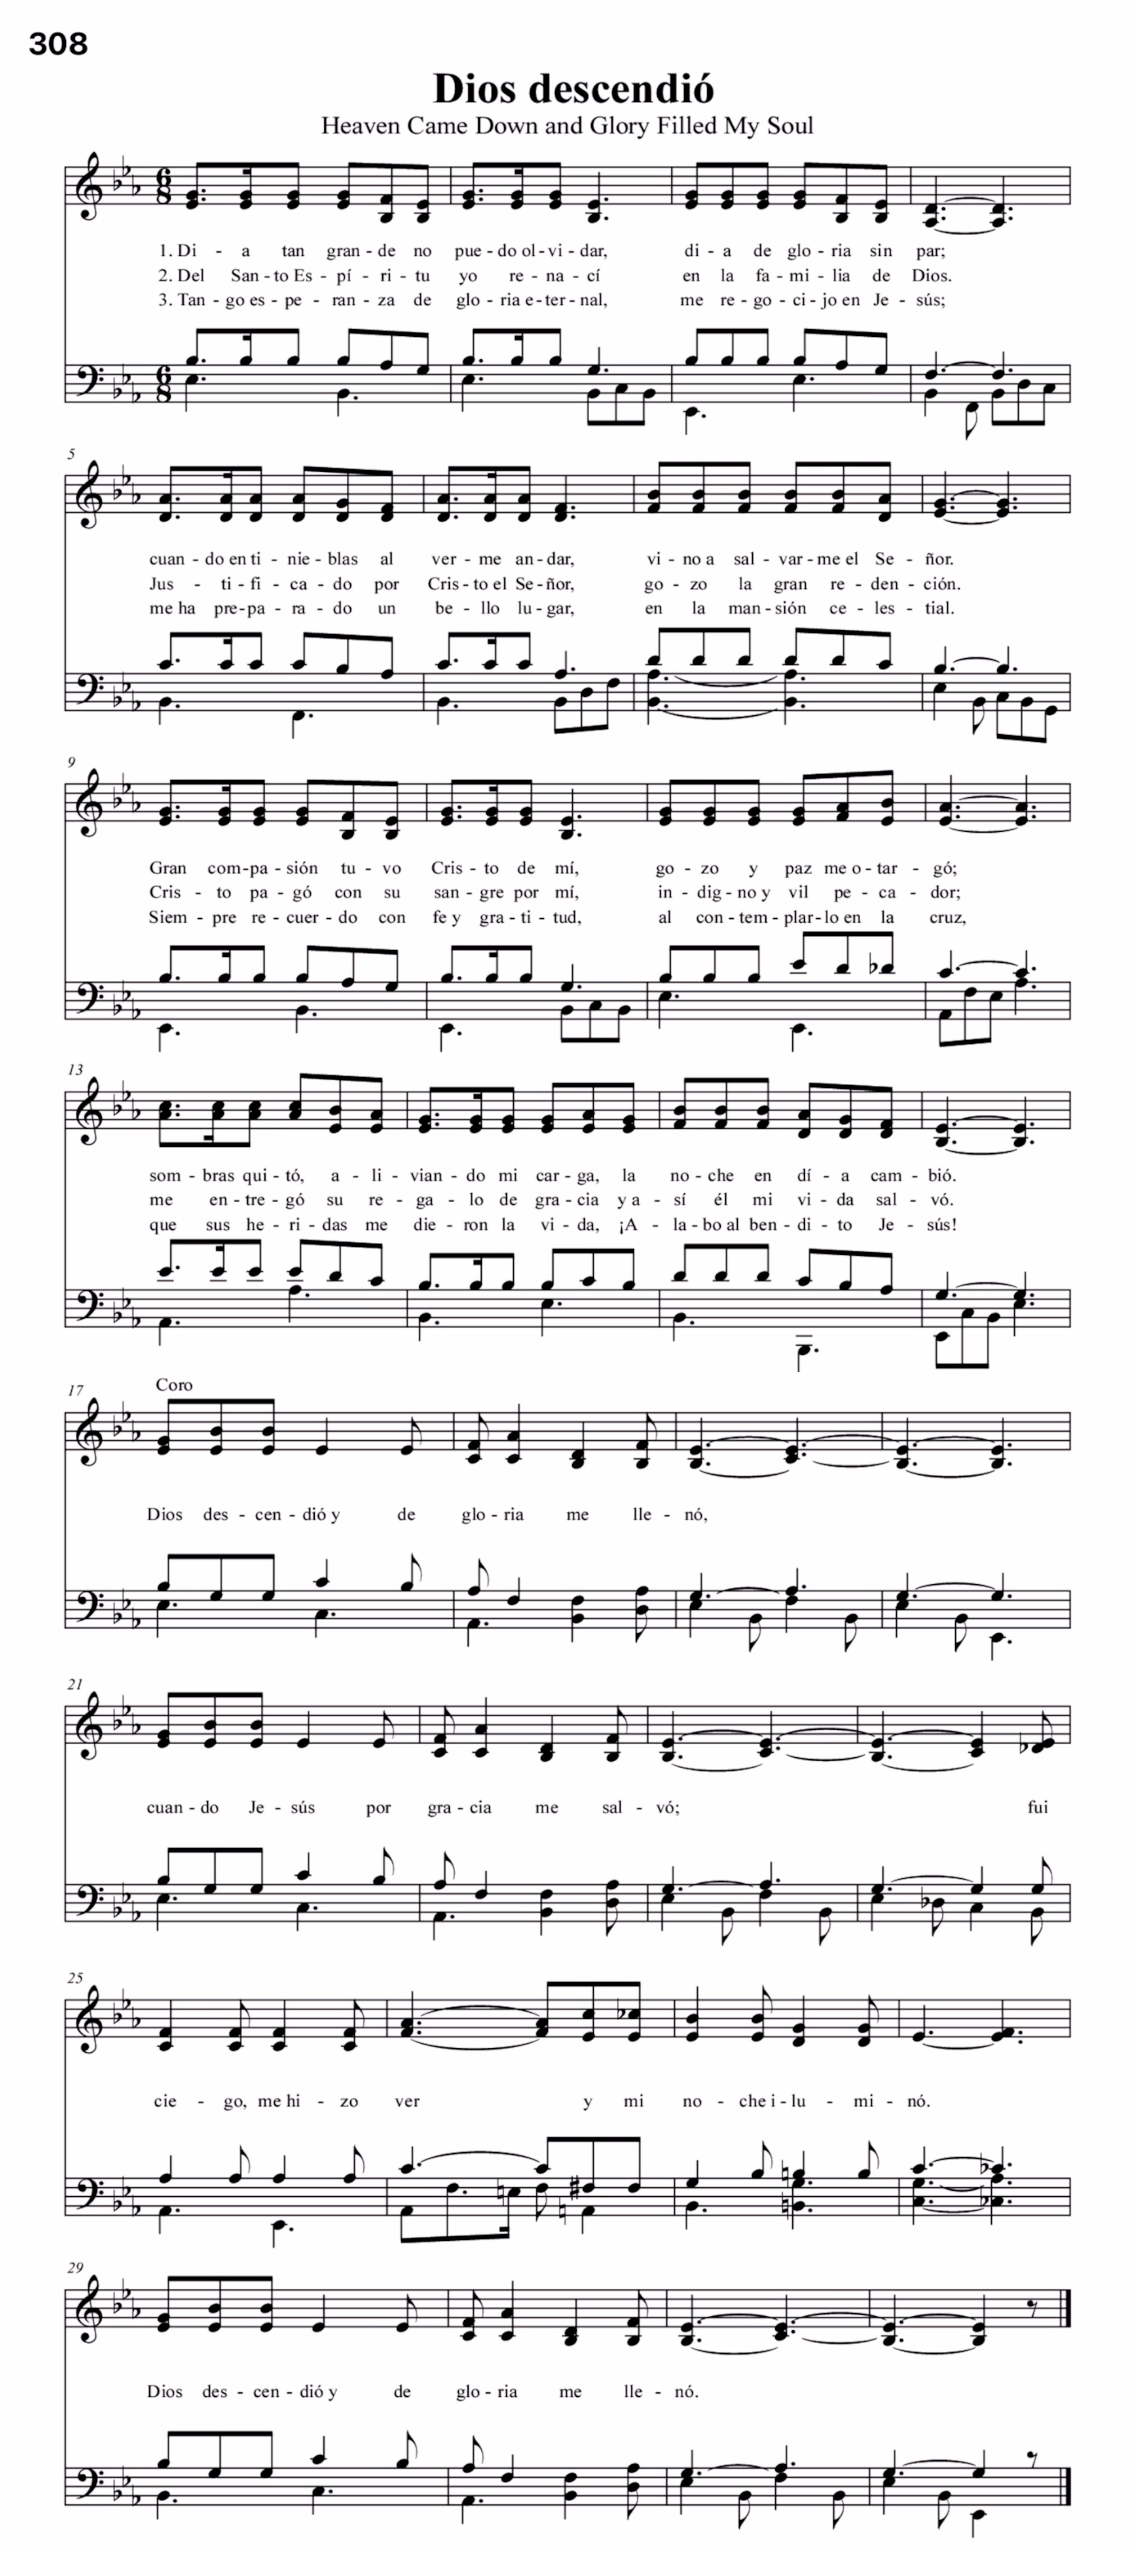 308
Dios descendió
Heaven Came Down and Glory Filled My Soul
1. Di - a tan gran - de no pue - do ol - vi - dar, di - a de glo - ria sin par;
2. Del San - to Es - pí - ri - tu yo re - na - cí en la fa - mi - lia de Dios.
3. Tan - go es - pe - ran - za de glo - ria e - ter - nal, me re - go - ci - jo en Je - sús;
5
cuan - do en ti - nie - blas al ver - me an - dar, vi - no a sal - var - me el Se - ñor.
Jus - ti - fi - ca - do por Cris - to el Se - ñor, go - zo la gran re - den - ción.
me ha pre - pa - ra - do un be - llo lu - gar, en la man - sión ce - les - tial.
9
Gran com - pa - sión tu - vo Cris - to de mí, go - zo y paz me o - tar - gó;
Cris - to pa - gó con su san - gre por mí, in - dig - no y vil pe - ca - dor;
Siem - pre re - cuer - do con fe y gra - ti - tud, al con - tem - plar - lo en la cruz,
13
som - bras qui - tó, a - li - vian - do mi car - ga, la no - che en dí - a cam - bió.
me en - tre - gó su re - ga - lo de gra - cia y a - sí él mi vi - da sal - vó.
que sus he - ri - das me die - ron la vi - da, ¡A - la - bo al ben - di - to Je - sús!
17 Coro
Dios des - cen - dió y de glo - ria me lle - nó,
21
cuan - do Je - sús por gra - cia me sal - vó; fui
25
cie - go, me hi - zo ver y mi no - che i - lu - mi - nó.
29
Dios des - cen - dió y de glo - ria me lle - nó.